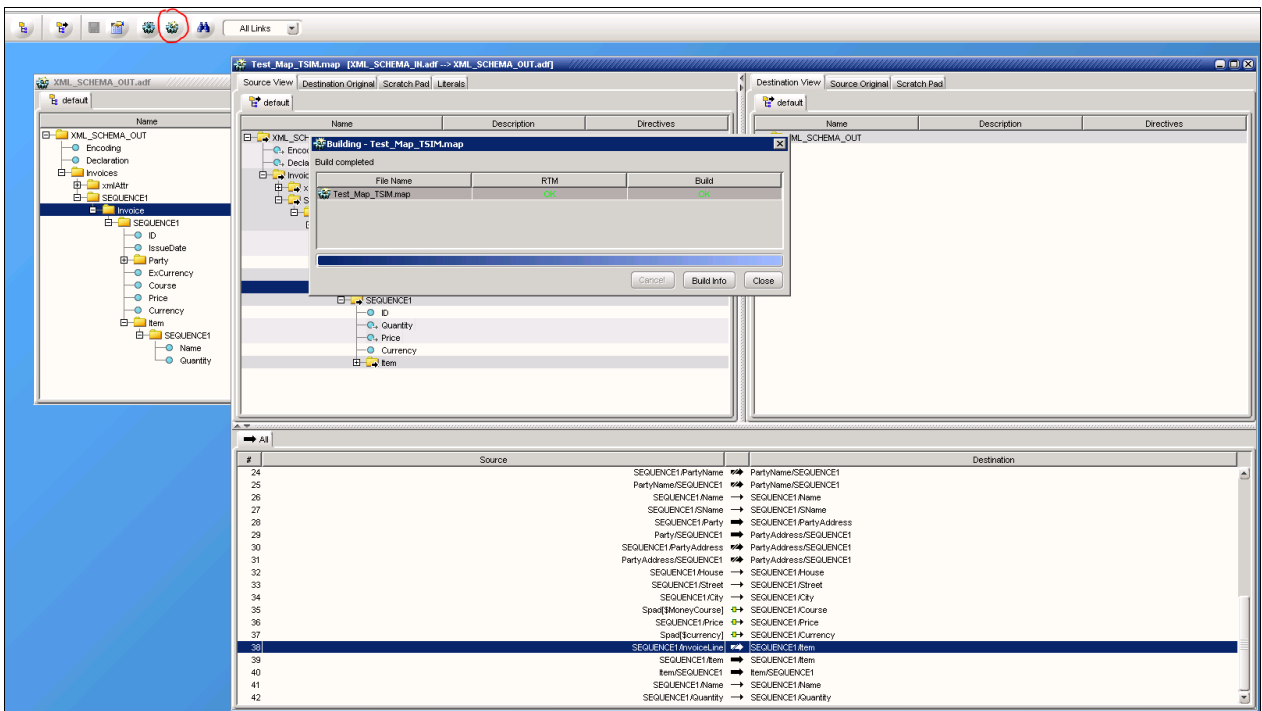 All Links
Test_Map_TSIM.map [XML_SCHEMA_IN.adf --> XML_SCHEMA_OUT.adf]
XML_SCHEMA_OUT.adf
default
Name
XML_SCHEMA_OUT
Encoding
Declaration
Invoices
xmlAttr
SEQUENCE1
Invoice
SEQUENCE1
ID
IssueDate
Party
ExCurrency
Course
Price
Currency
Item
SEQUENCE1
Name
Quantity
Source View Destination Original Scratch Pad Literals
default
Name Description Directives
XML_SCH
Encod
Decla
Invoic
x
S
SEQUENCE1
ID
Quantity
Price
Currency
Item
Destination View Source Original Scratch Pad
default
Name Description Directives
XML_SCHEMA_OUT
Building - Test_Map_TSIM.map
Build completed
File Name RTM Build
Test_Map_TSIM.map
Cancel Build Info Close
All
# Source Destination
24 SEQUENCE1/PartyName PartyName/SEQUENCE1
25 PartyName/SEQUENCE1 PartyName/SEQUENCE1
26 SEQUENCE1/Name SEQUENCE1/Name
27 SEQUENCE1/SName SEQUENCE1/SName
28 SEQUENCE1/Party SEQUENCE1/PartyAddress
29 Party/SEQUENCE1 PartyAddress/SEQUENCE1
30 SEQUENCE1/PartyAddress PartyAddress/SEQUENCE1
31 PartyAddress/SEQUENCE1 PartyAddress/SEQUENCE1
32 SEQUENCE1/House SEQUENCE1/House
33 SEQUENCE1/Street SEQUENCE1/Street
34 SEQUENCE1/City SEQUENCE1/City
35 Spad[$MoneyCourse] SEQUENCE1/Course
36 SEQUENCE1/Price SEQUENCE1/Price
37 Spad[$currency] SEQUENCE1/Currency
38 SEQUENCE1/InvoiceLine SEQUENCE1/Item
39 SEQUENCE1/Item SEQUENCE1/Item
40 Item/SEQUENCE1 Item/SEQUENCE1
41 SEQUENCE1/Name SEQUENCE1/Name
42 SEQUENCE1/Quantity SEQUENCE1/Quantity